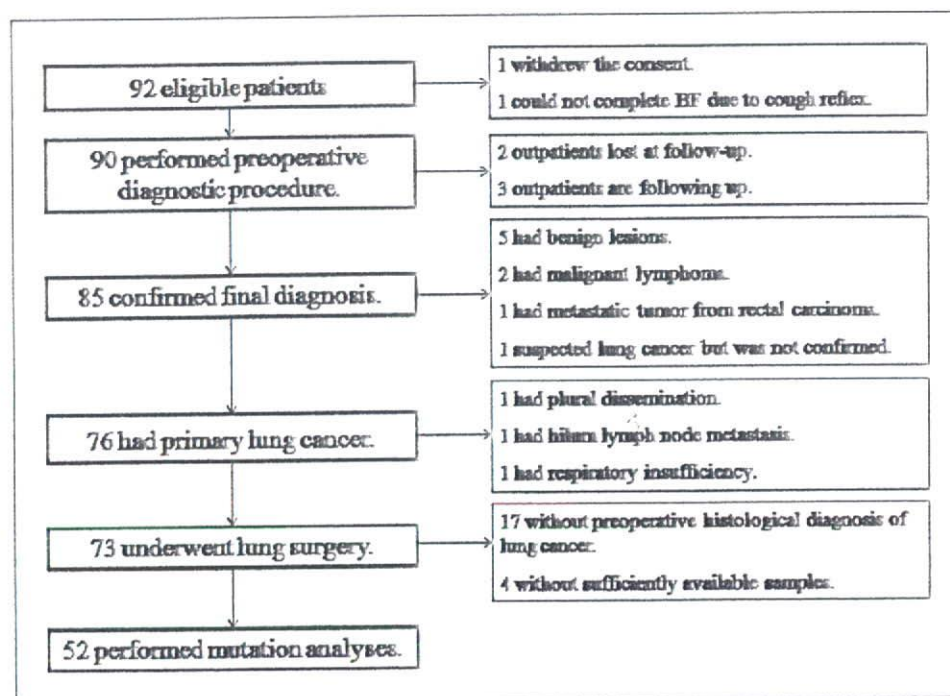 92 eligible patients
1 withdrew the consent.
1 could not complete BF due to cough reflex.
90 performed preoperative
diagnostic procedure.
2 outpatients lost at follow-up.
3 outpatients are following up.
85 confirmed final diagnosis.
5 had benign lesions.
2 had malignant lymphoma.
1 had metastatic tumor from rectal carcinoma.
1 suspected lung cancer but was not confirmed.
76 had primary lung cancer.
1 had plural dissemination.
1 had hilum lymph node metastasis.
1 had respiratory insufficiency.
73 underwent lung surgery.
17 without preoperative histological diagnosis of
lung cancer.
4 without sufficiently available samples.
52 performed mutation analyses.